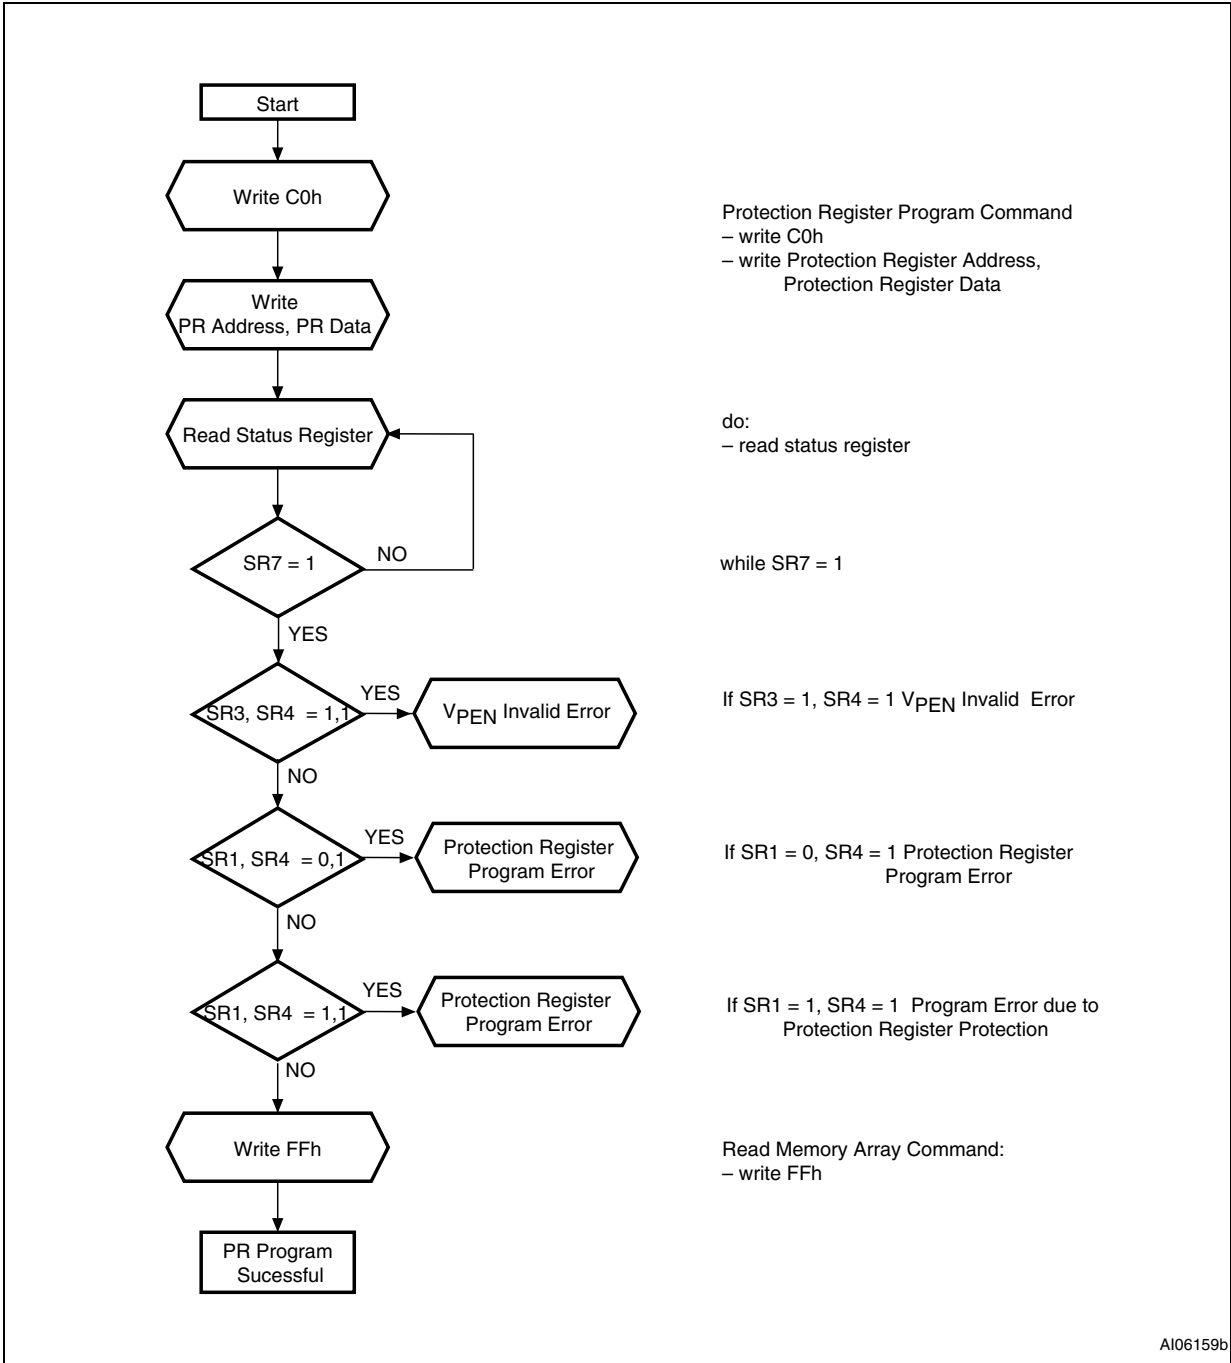 Start
Write C0h
Protection Register Program Command
– write C0h
– write Protection Register Address,
Protection Register Data
Write
PR Address, PR Data
Read Status Register
do:
– read status register
SR7 = 1
NO
while SR7 = 1
YES
SR3, SR4 = 1,1
YES
VPEN Invalid Error
If SR3 = 1, SR4 = 1 VPEN Invalid Error
NO
SR1, SR4 = 0,1
YES
Protection Register
Program Error
If SR1 = 0, SR4 = 1 Protection Register
Program Error
NO
SR1, SR4 = 1,1
YES
Protection Register
Program Error
If SR1 = 1, SR4 = 1 Program Error due to
Protection Register Protection
NO
Write FFh
Read Memory Array Command:
– write FFh
PR Program
Sucessful
AI06159b